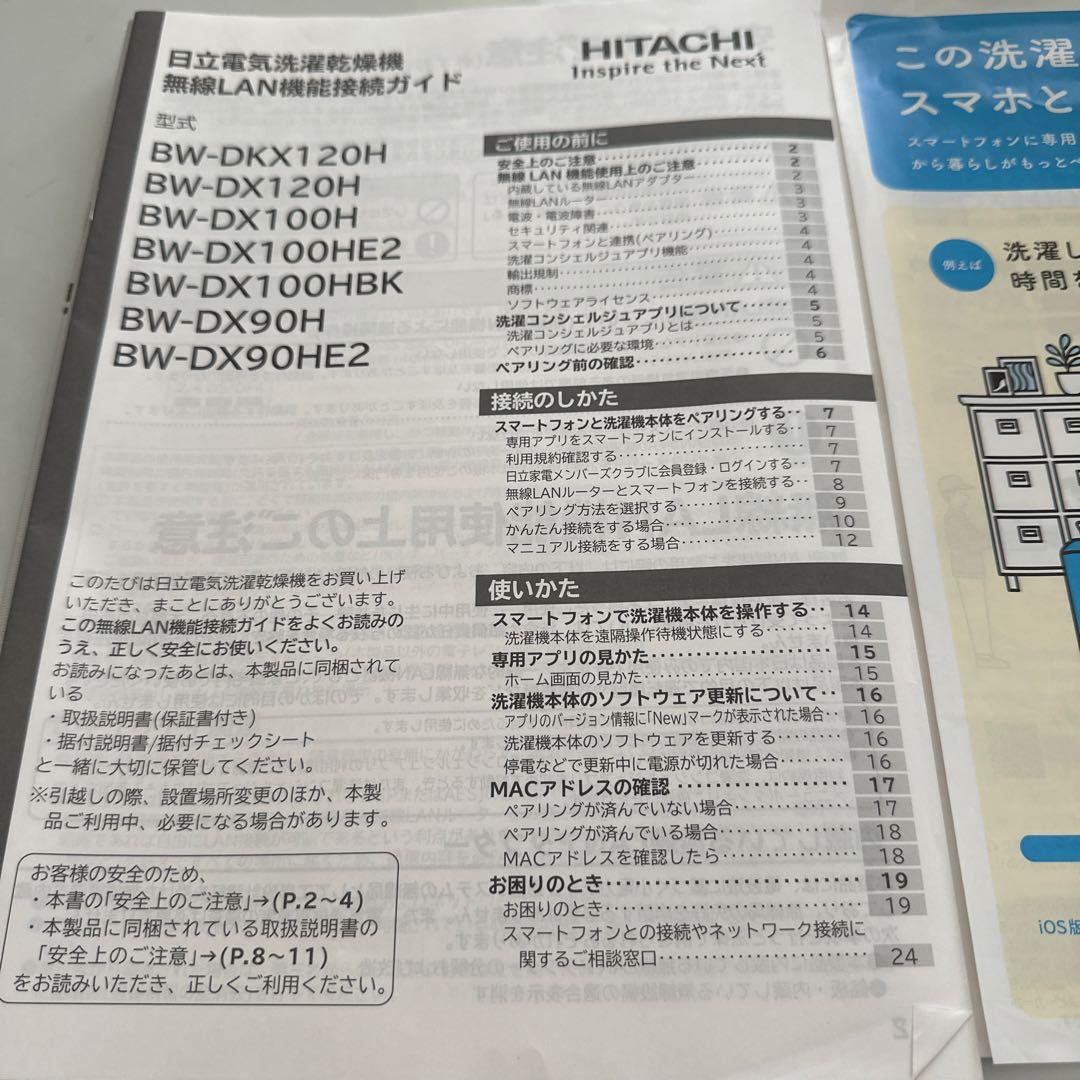 日立電気洗濯乾燥機
無線LAN機能接続ガイド
HITACHI
Inspire the Next
型式
BW-DKX120H
BW-DX120H
BW-DX100H
BW-DX100HE2
BW-DX100HBK
BW-DX90H
BW-DX90HE2
このたびは日立電気洗濯乾燥機をお買い上げ
いただき、まことにありがとうございます。
この無線LAN機能接続ガイドをよくお読みの
うえ、正しく安全にお使いください。
お読みになったあとは、本製品に同梱されて
いる
・取扱説明書(保証書付き)
・据付説明書/据付チェックシート
と一緒に大切に保管してください。
※引越しの際、設置場所変更のほか、本製
品ご利用中、必要になる場合があります。
お客様の安全のため、
・本書の「安全上のご注意」→(P.2～4)
・本製品に同梱されている取扱説明書の
「安全上のご注意」→(P.8～11)
をお読みいただき、正しくご利用ください。
ご使用の前に
安全上のご注意 2
無線 LAN 機能使用上のご注意 2
内蔵している無線LANアダプター 2
無線LANルーター 3
電波・電波障害 3
セキュリティ関連 3
スマートフォンと連携(ペアリング) 4
洗濯コンシェルジュアプリ機能 4
輸出規制 4
商標 4
ソフトウェアライセンス 4
洗濯コンシェルジュアプリについて 5
洗濯コンシェルジュアプリとは 5
ペアリングに必要な環境 5
ペアリング前の確認 6
接続のしかた
スマートフォンと洗濯機本体をペアリングする 7
専用アプリをスマートフォンにインストールする 7
利用規約確認する 7
日立家電メンバーズクラブに会員登録・ログインする 7
無線LANルーターとスマートフォンを接続する 8
ペアリング方法を選択する 9
かんたん接続をする場合 10
マニュアル接続をする場合 12
使いかた
スマートフォンで洗濯機本体を操作する 14
洗濯機本体を遠隔操作待機状態にする 14
専用アプリの見かた 15
ホーム画面の見かた 15
洗濯機本体のソフトウェア更新について 16
アプリのバージョン情報に「New」マークが表示された場合 16
洗濯機本体のソフトウェアを更新する 16
停電などで更新中に電源が切れた場合 16
MACアドレスの確認 17
ペアリングが済んでいない場合 17
ペアリングが済んでいる場合 18
MACアドレスを確認したら 18
お困りのとき 19
お困りのとき 19
スマートフォンとの接続やネットワーク接続に
関するご相談窓口 24
この洗濯
スマホと
スマートフォンに専用
から暮らしがもっとべ
例えば
洗濯し
時間を
iOS版